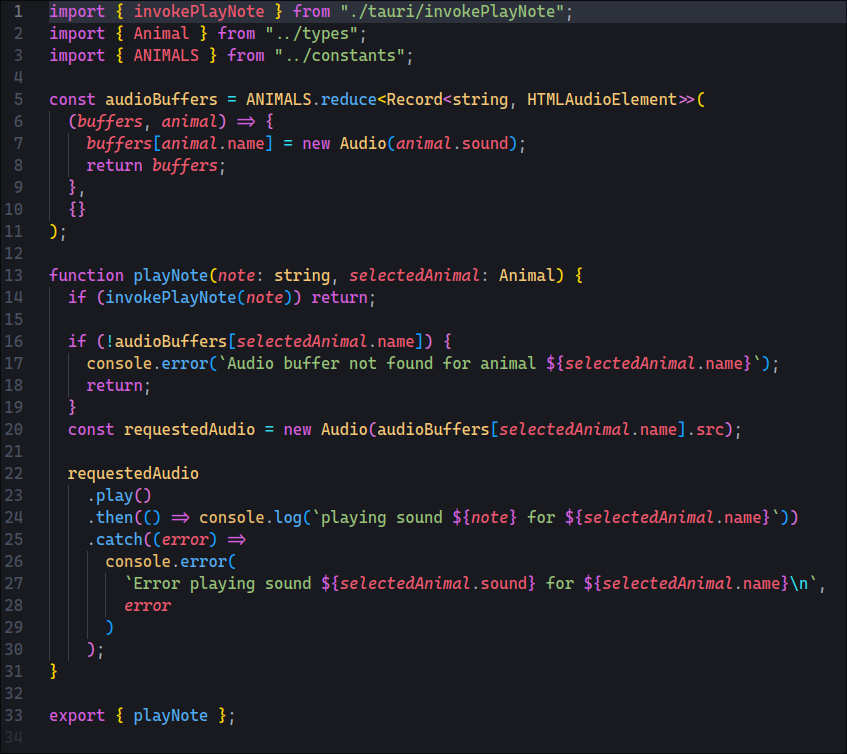 1 import { invokePlayNote } from "./tauri/invokePlayNote";
2 import { Animal } from "../types";
3 import { ANIMALS } from "../constants";
4
5 const audioBuffers = ANIMALS.reduce<Record<string, HTMLAudioElement>>(
6   (buffers, animal) => {
7     buffers[animal.name] = new Audio(animal.sound);
8     return buffers;
9   },
10   {}
11 );
12
13 function playNote(note: string, selectedAnimal: Animal) {
14   if (invokePlayNote(note)) return;
15
16   if (!audioBuffers[selectedAnimal.name]) {
17     console.error(`Audio buffer not found for animal ${selectedAnimal.name}`);
18     return;
19   }
20   const requestedAudio = new Audio(audioBuffers[selectedAnimal.name].src);
21
22   requestedAudio
23     .play()
24     .then(() => console.log(`playing sound ${note} for ${selectedAnimal.name}`))
25     .catch((error) =>
26       console.error(
27         `Error playing sound ${selectedAnimal.sound} for ${selectedAnimal.name}\n`,
28         error
29       )
30     );
31 }
32
33 export { playNote };
34